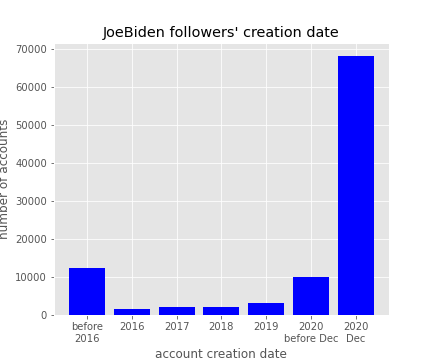 JoeBiden followers' creation date
70000
60000
50000
40000
30000
20000
10000
0
number of accounts
before 2016 2017 2018 2019 2020 2020
2016 before Dec Dec
account creation date